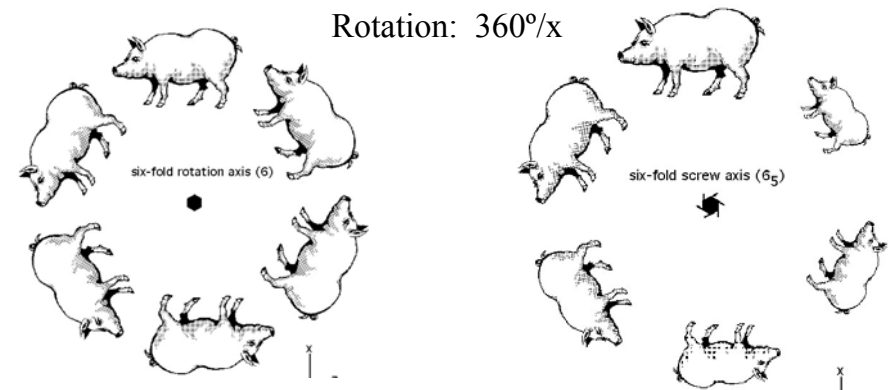 Rotation: 360º/x
six-fold rotation axis (6)
six-fold screw axis (6₅)
x
x